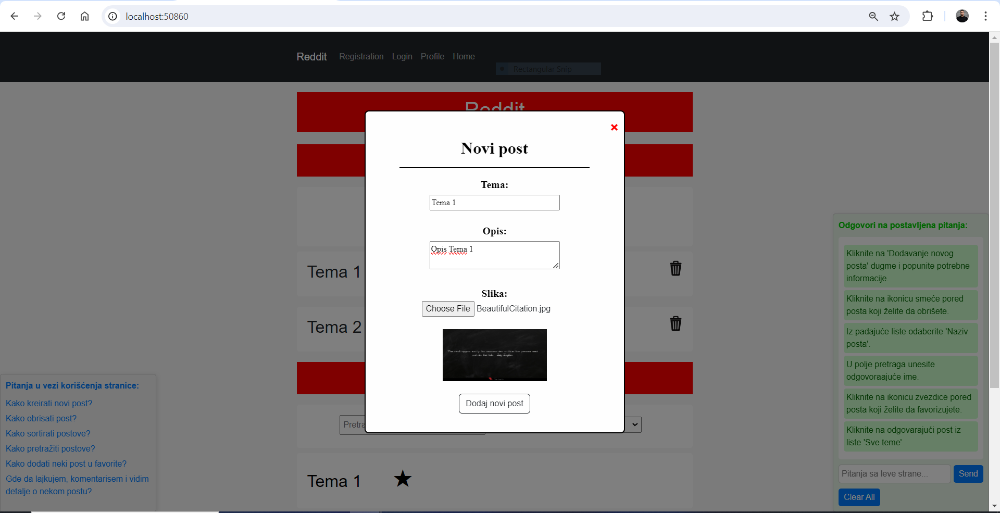 localhost:50860
Reddit Registration Login Profile Home
Rectangular Snip
Reddit
Novi post
Tema:
Tema 1
Opis:
Opis Tema 1
Slika:
Choose File BeautifulCitation.jpg
Dodaj novi post
Tema 1
Tema 2
Pretra
Tema 1
Pitanja u vezi korišćenja stranice:
Kako kreirati novi post?
Kako obrisati post?
Kako sortirati postove?
Kako pretražiti postove?
Kako dodati neki post u favorite?
Gde da lajkujem, komentarisem i vidim
detalje o nekom postu?
Odgovori na postavljena pitanja:
Kliknite na 'Dodavanje novog
posta' dugme i popunite potrebne
informacije.
Kliknite na ikonicu smeće pored
posta koji želite da obrišete.
Iz padajuće liste odaberite 'Naziv
posta'.
U polje pretraga unesite
odgovoraajuće ime.
Kliknite na ikonicu zvezdice pored
posta koji želite da favorizujete.
Kliknite na odgovarajući post iz
liste 'Sve teme'
Pitanja sa leve strane... Send
Clear All